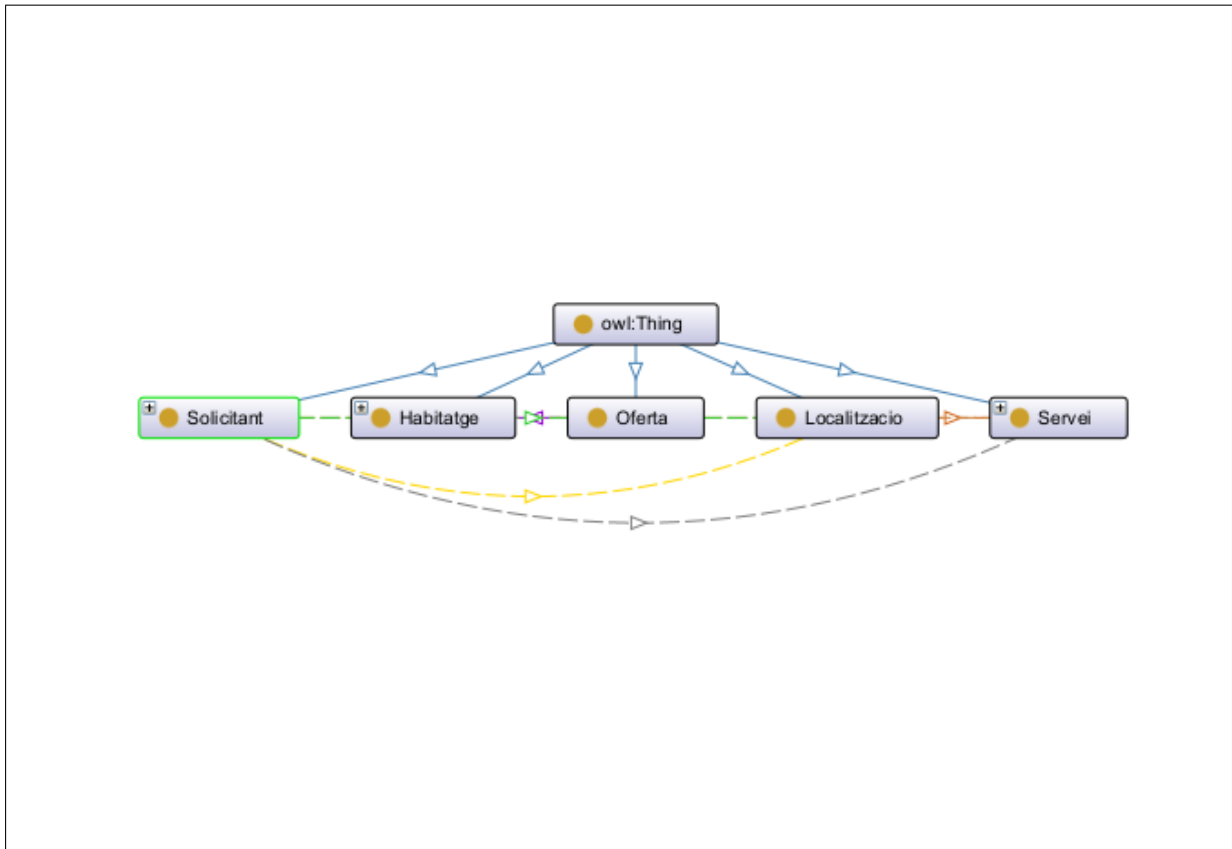 owl:Thing
Solicitant
Habitatge
Oferta
Localitzacio
Servei